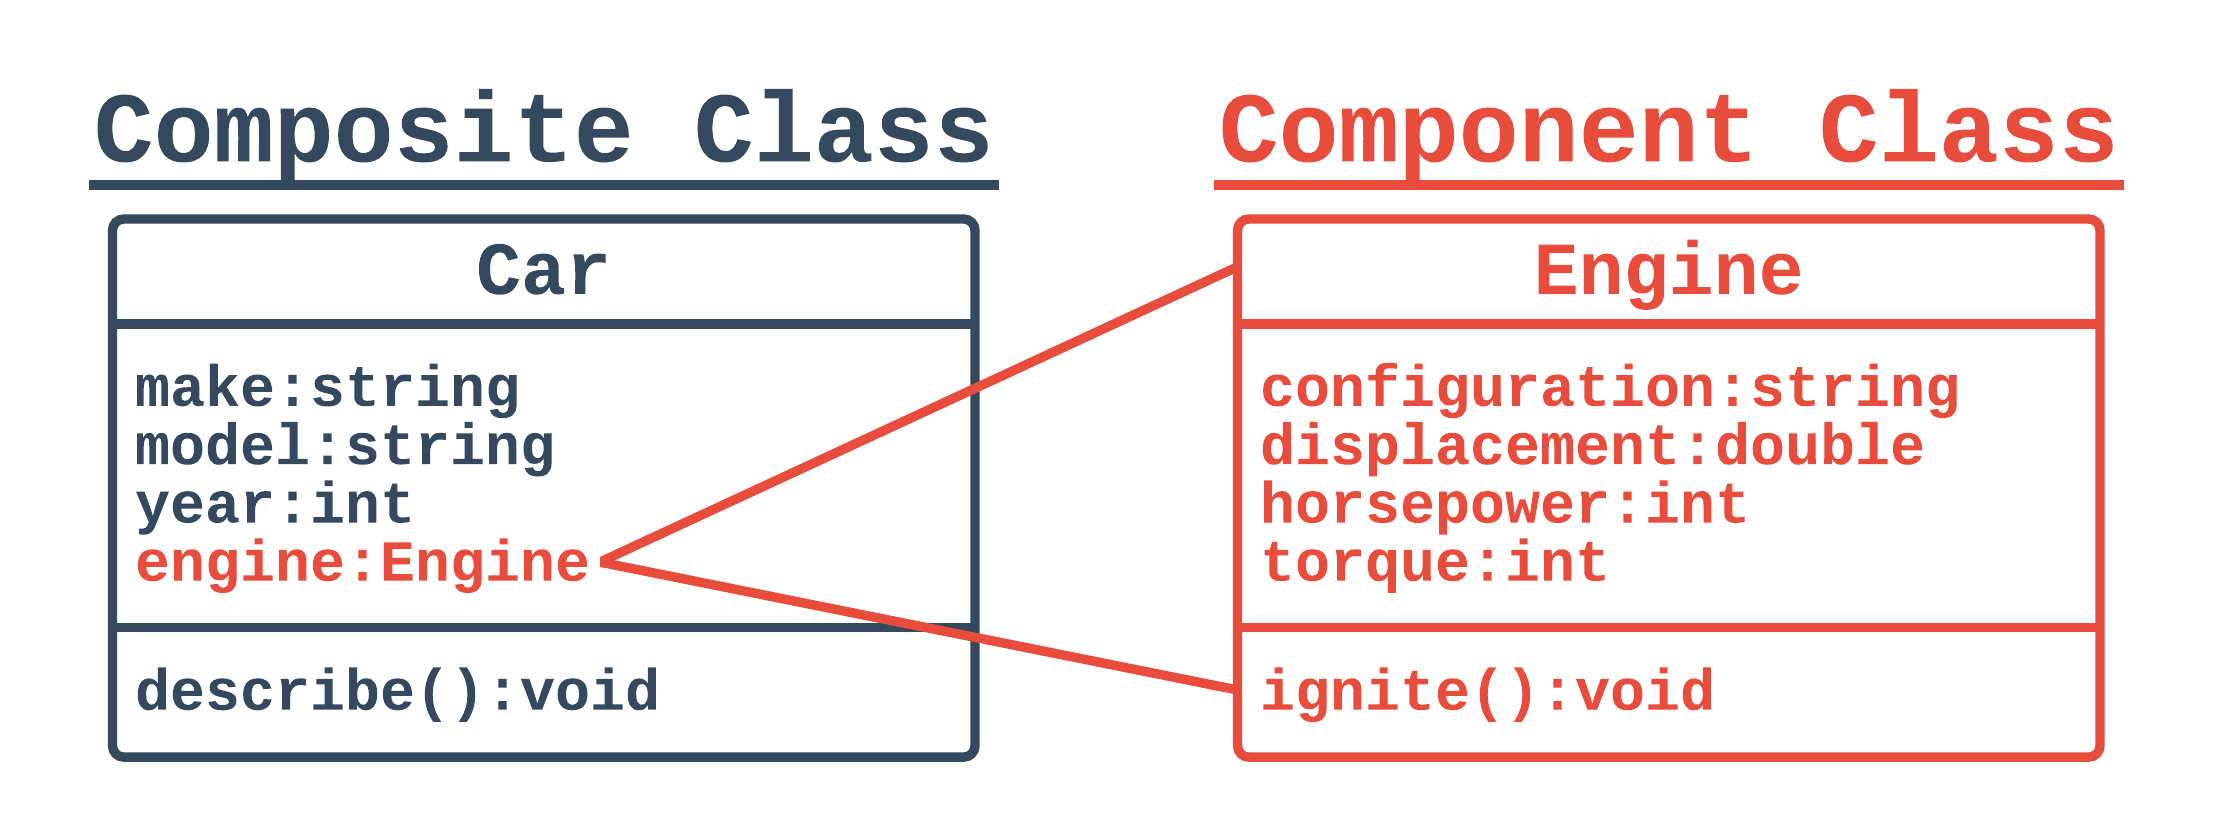 Composite Class
Car
make:string
model:string
year:int
engine:Engine
describe():void
Component Class
Engine
configuration:string
displacement:double
horsepower:int
torque:int
ignite():void